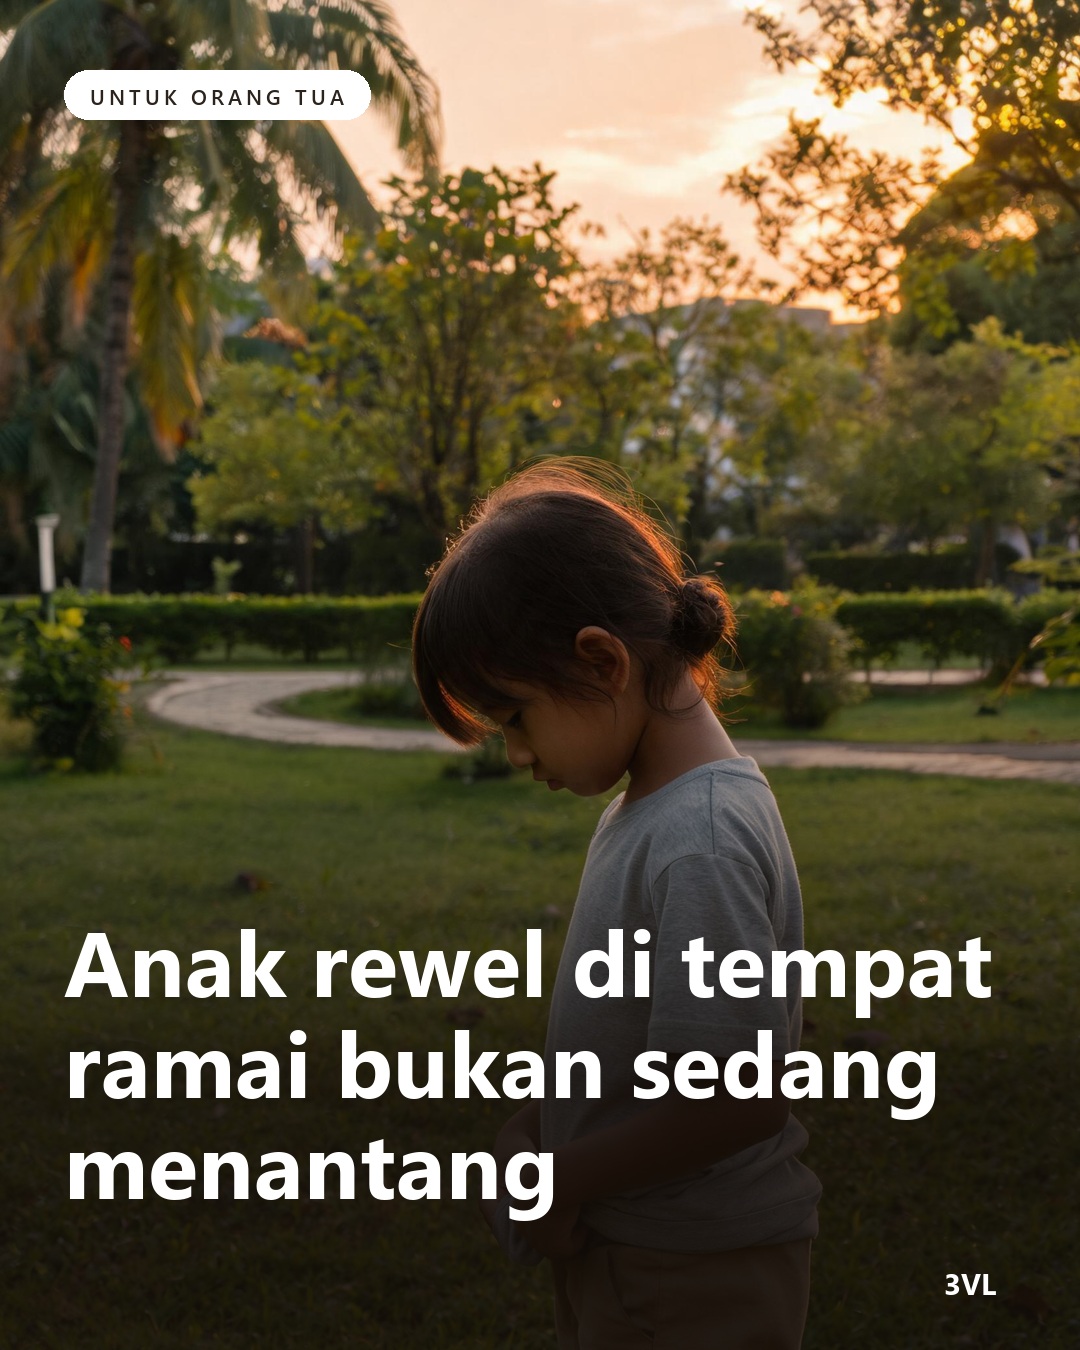 UNTUK ORANG TUA
Anak rewel di tempat
ramai bukan sedang
menantang
3VL